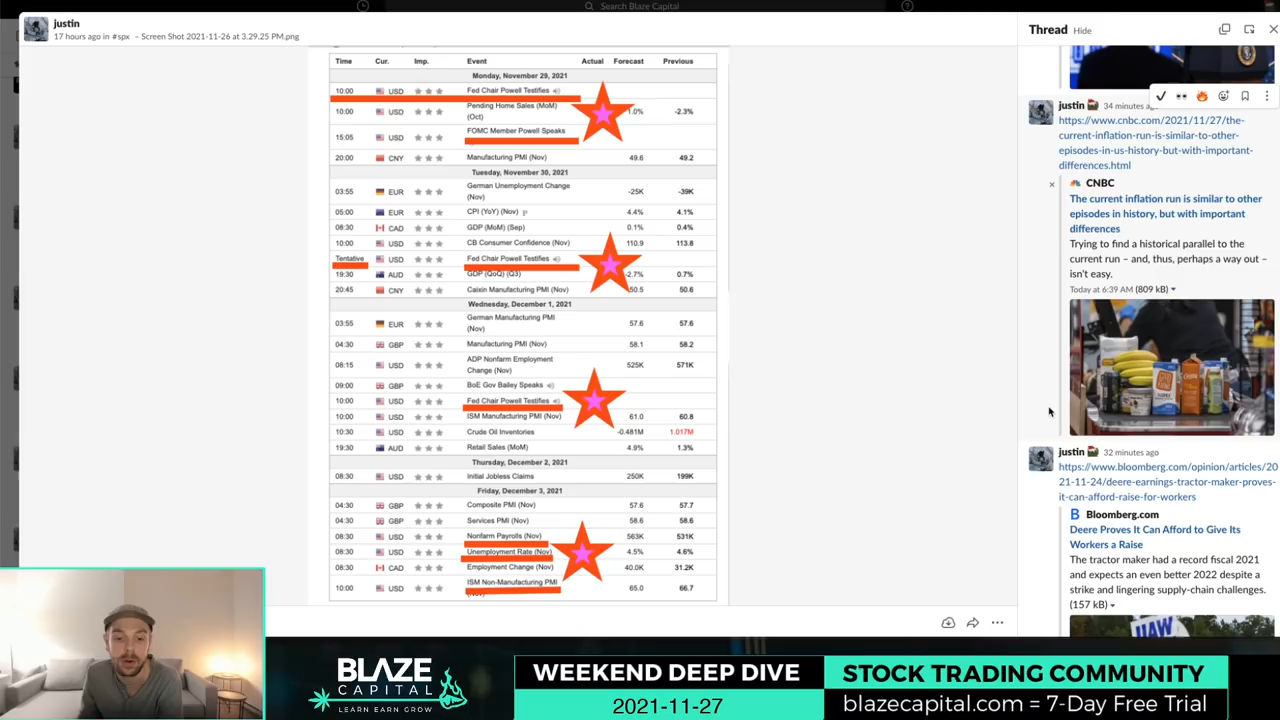 Search Blaze Capital
justin
17 hours ago in #spx – Screen Shot 2021-11-26 at 3.29.25 PM.png
Time Cur. Imp. Event Actual Forecast Previous
Monday, November 29, 2021
10:00 USD Fed Chair Powell Testifies
10:00 USD Pending Home Sales (MoM) (Oct) 1.0% -2.3%
15:05 USD FOMC Member Powell Speaks
20:00 CNY Manufacturing PMI (Nov) 49.6 49.2
Tuesday, November 30, 2021
03:55 EUR German Unemployment Change (Nov) -25K -39K
05:00 EUR CPI (YoY) (Nov) P 4.4% 4.1%
08:30 CAD GDP (MoM) (Sep) 0.1% 0.4%
10:00 USD CB Consumer Confidence (Nov) 110.9 113.8
Tentative USD Fed Chair Powell Testifies
19:30 AUD GDP (QoQ) (Q3) -2.7% 0.7%
20:45 CNY Caixin Manufacturing PMI (Nov) 50.5 50.6
Wednesday, December 1, 2021
03:55 EUR German Manufacturing PMI (Nov) 57.6 57.6
04:30 GBP Manufacturing PMI (Nov) 58.1 58.2
08:15 USD ADP Nonfarm Employment Change (Nov) 525K 571K
09:00 GBP BoE Gov Bailey Speaks
10:00 USD Fed Chair Powell Testifies
10:00 USD ISM Manufacturing PMI (Nov) 61.0 60.8
10:30 USD Crude Oil Inventories -0.481M 1.017M
19:30 AUD Retail Sales (MoM) 4.9% 1.3%
Thursday, December 2, 2021
08:30 USD Initial Jobless Claims 250K 199K
Friday, December 3, 2021
04:30 GBP Composite PMI (Nov) 57.6 57.7
04:30 GBP Services PMI (Nov) 58.6 58.6
08:30 USD Nonfarm Payrolls (Nov) 563K 531K
08:30 USD Unemployment Rate (Nov) 4.5% 4.6%
08:30 CAD Employment Change (Nov) 40.0K 31.2K
10:00 USD ISM Non-Manufacturing PMI (Nov) 65.0 66.7
Thread Hide
justin 34 minutes ago
https://www.cnbc.com/2021/11/27/the-
current-inflation-run-is-similar-to-other-
episodes-in-us-history-but-with-important-
differences.html
CNBC
The current inflation run is similar to other
episodes in history, but with important
differences
Trying to find a historical parallel to the
current run – and, thus, perhaps a way out –
isn't easy.
Today at 6:39 AM (809 kB)
justin 32 minutes ago
https://www.bloomberg.com/opinion/articles/20
21-11-24/deere-earnings-tractor-maker-proves-
it-can-afford-raise-for-workers
B Bloomberg.com
Deere Proves It Can Afford to Give Its
Workers a Raise
The tractor maker had a record fiscal 2021
and expects an even better 2022 despite a
strike and lingering supply-chain challenges.
(157 kB)
UAW
BLAZE
CAPITAL
LEARN EARN GROW
WEEKEND DEEP DIVE
2021-11-27
STOCK TRADING COMMUNITY
blazecapital.com = 7-Day Free Trial